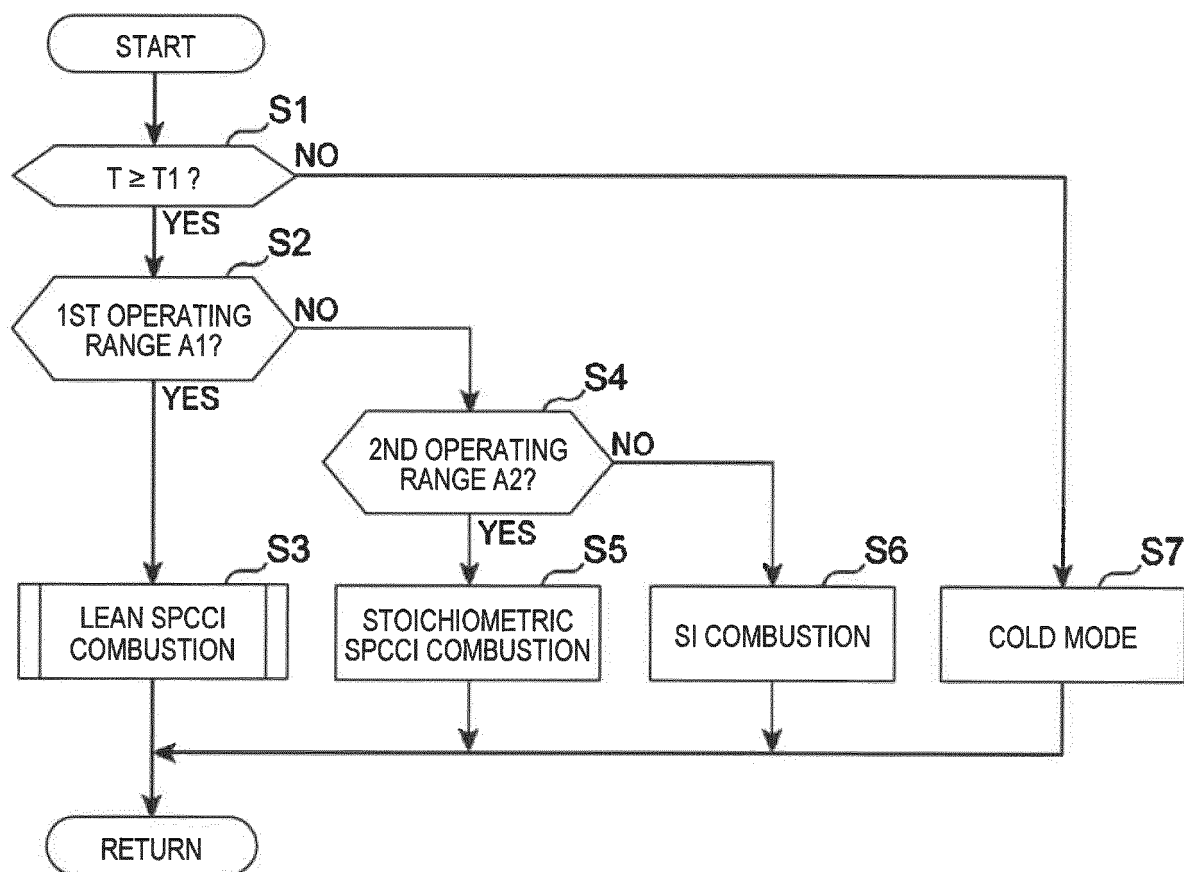 START
S1
T ≥ T1 ?
NO
YES
S2
1ST OPERATING
RANGE A1?
NO
YES
S4
2ND OPERATING
RANGE A2?
NO
YES
S3
LEAN SPCCI
COMBUSTION
S5
STOICHIOMETRIC
SPCCI COMBUSTION
S6
SI COMBUSTION
S7
COLD MODE
RETURN